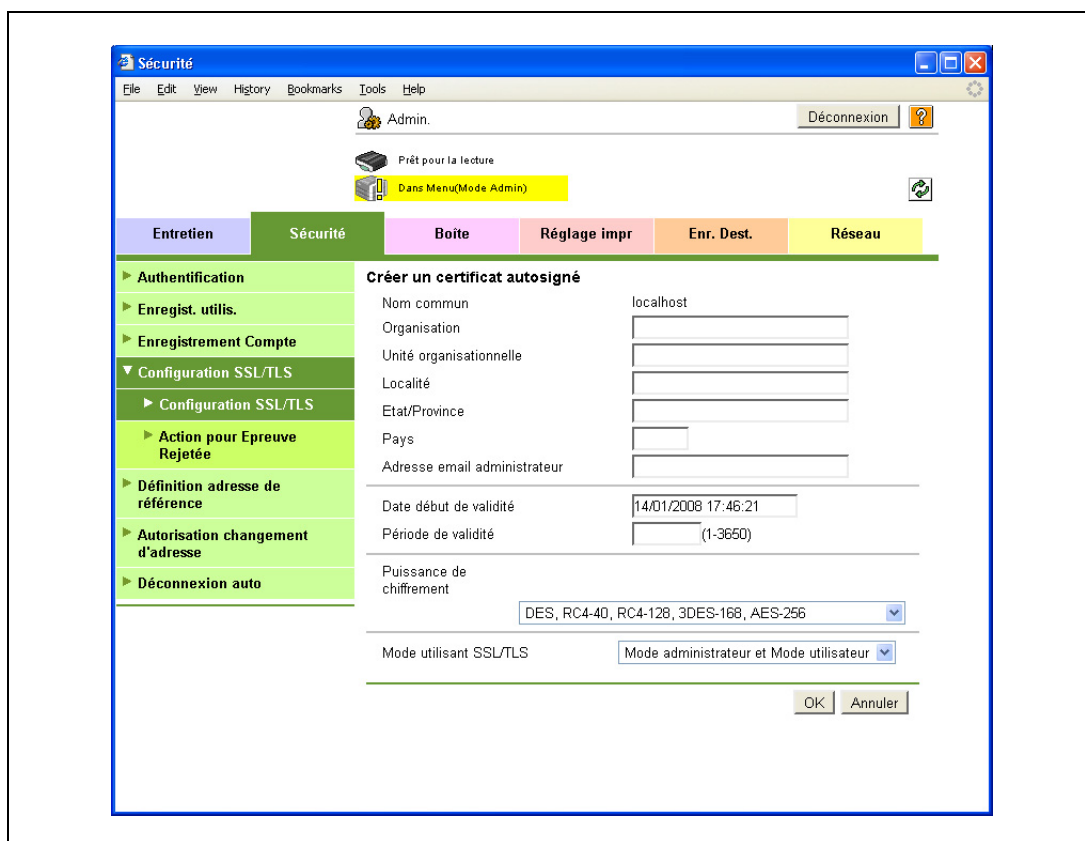 Sécurité
File Edit View History Bookmarks Tools Help
Admin.
Déconnexion
?
Prêt pour la lecture
Dans Menu(Mode Admin)
Entretien Sécurité Boîte Réglage impr Enr. Dest. Réseau
Authentification
Enregist. utilis.
Enregistrement Compte
Configuration SSL/TLS
Configuration SSL/TLS
Action pour Epreuve
Rejetée
Définition adresse de
référence
Autorisation changement
d'adresse
Déconnexion auto
Créer un certificat autosigné
Nom commun localhost
Organisation
Unité organisationnelle
Localité
Etat/Province
Pays
Adresse email administrateur
Date début de validité 14/01/2008 17:46:21
Période de validité (1-3650)
Puissance de
chiffrement
DES, RC4-40, RC4-128, 3DES-168, AES-256
Mode utilisant SSL/TLS Mode administrateur et Mode utilisateur
OK Annuler